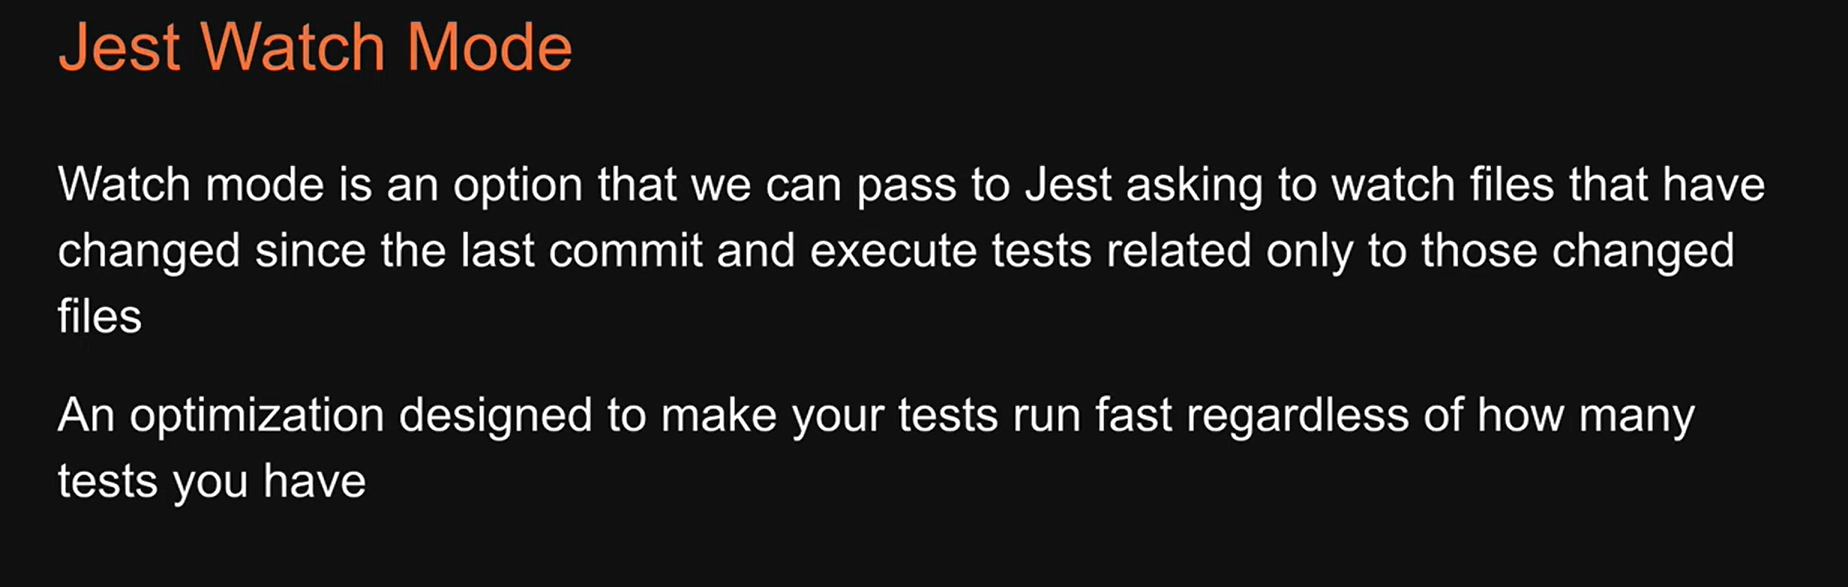 Jest Watch Mode
Watch mode is an option that we can pass to Jest asking to watch files that have
changed since the last commit and execute tests related only to those changed
files
An optimization designed to make your tests run fast regardless of how many
tests you have